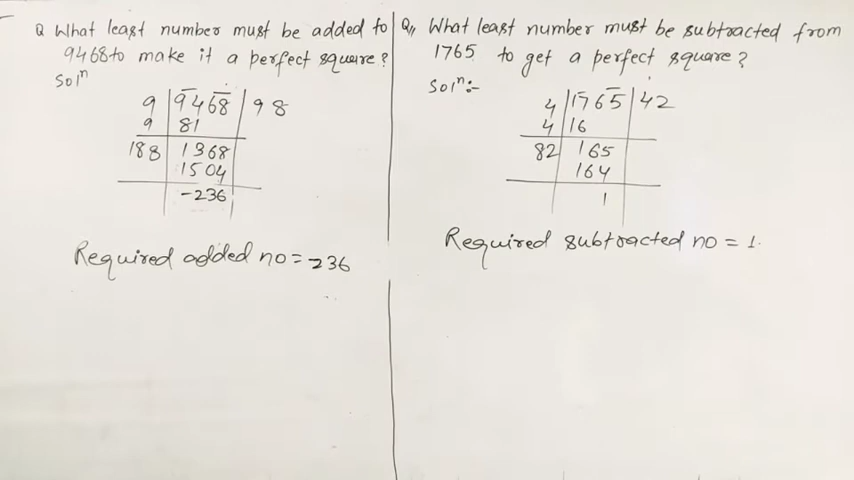 Q What least number must be added to
9468 to make it a perfect square?
Solⁿ
9 9468 98
9 81
188 1368
1504
-236
Required added no = -236
Q,, What least number must be subtracted from
1765 to get a perfect square?
Solⁿ:-
4 1765 42
4 16
82 165
164
1
Required subtracted no = 1.